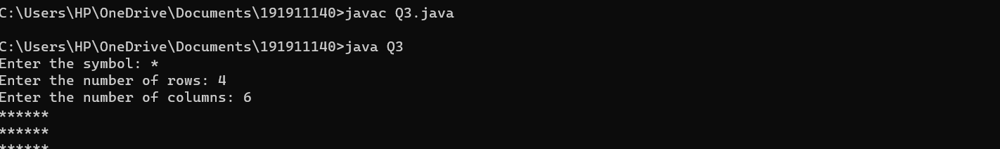 C:\Users\HP\OneDrive\Documents\191911140>javac Q3.java
C:\Users\HP\OneDrive\Documents\191911140>java Q3
Enter the symbol: *
Enter the number of rows: 4
Enter the number of columns: 6
******
******
******